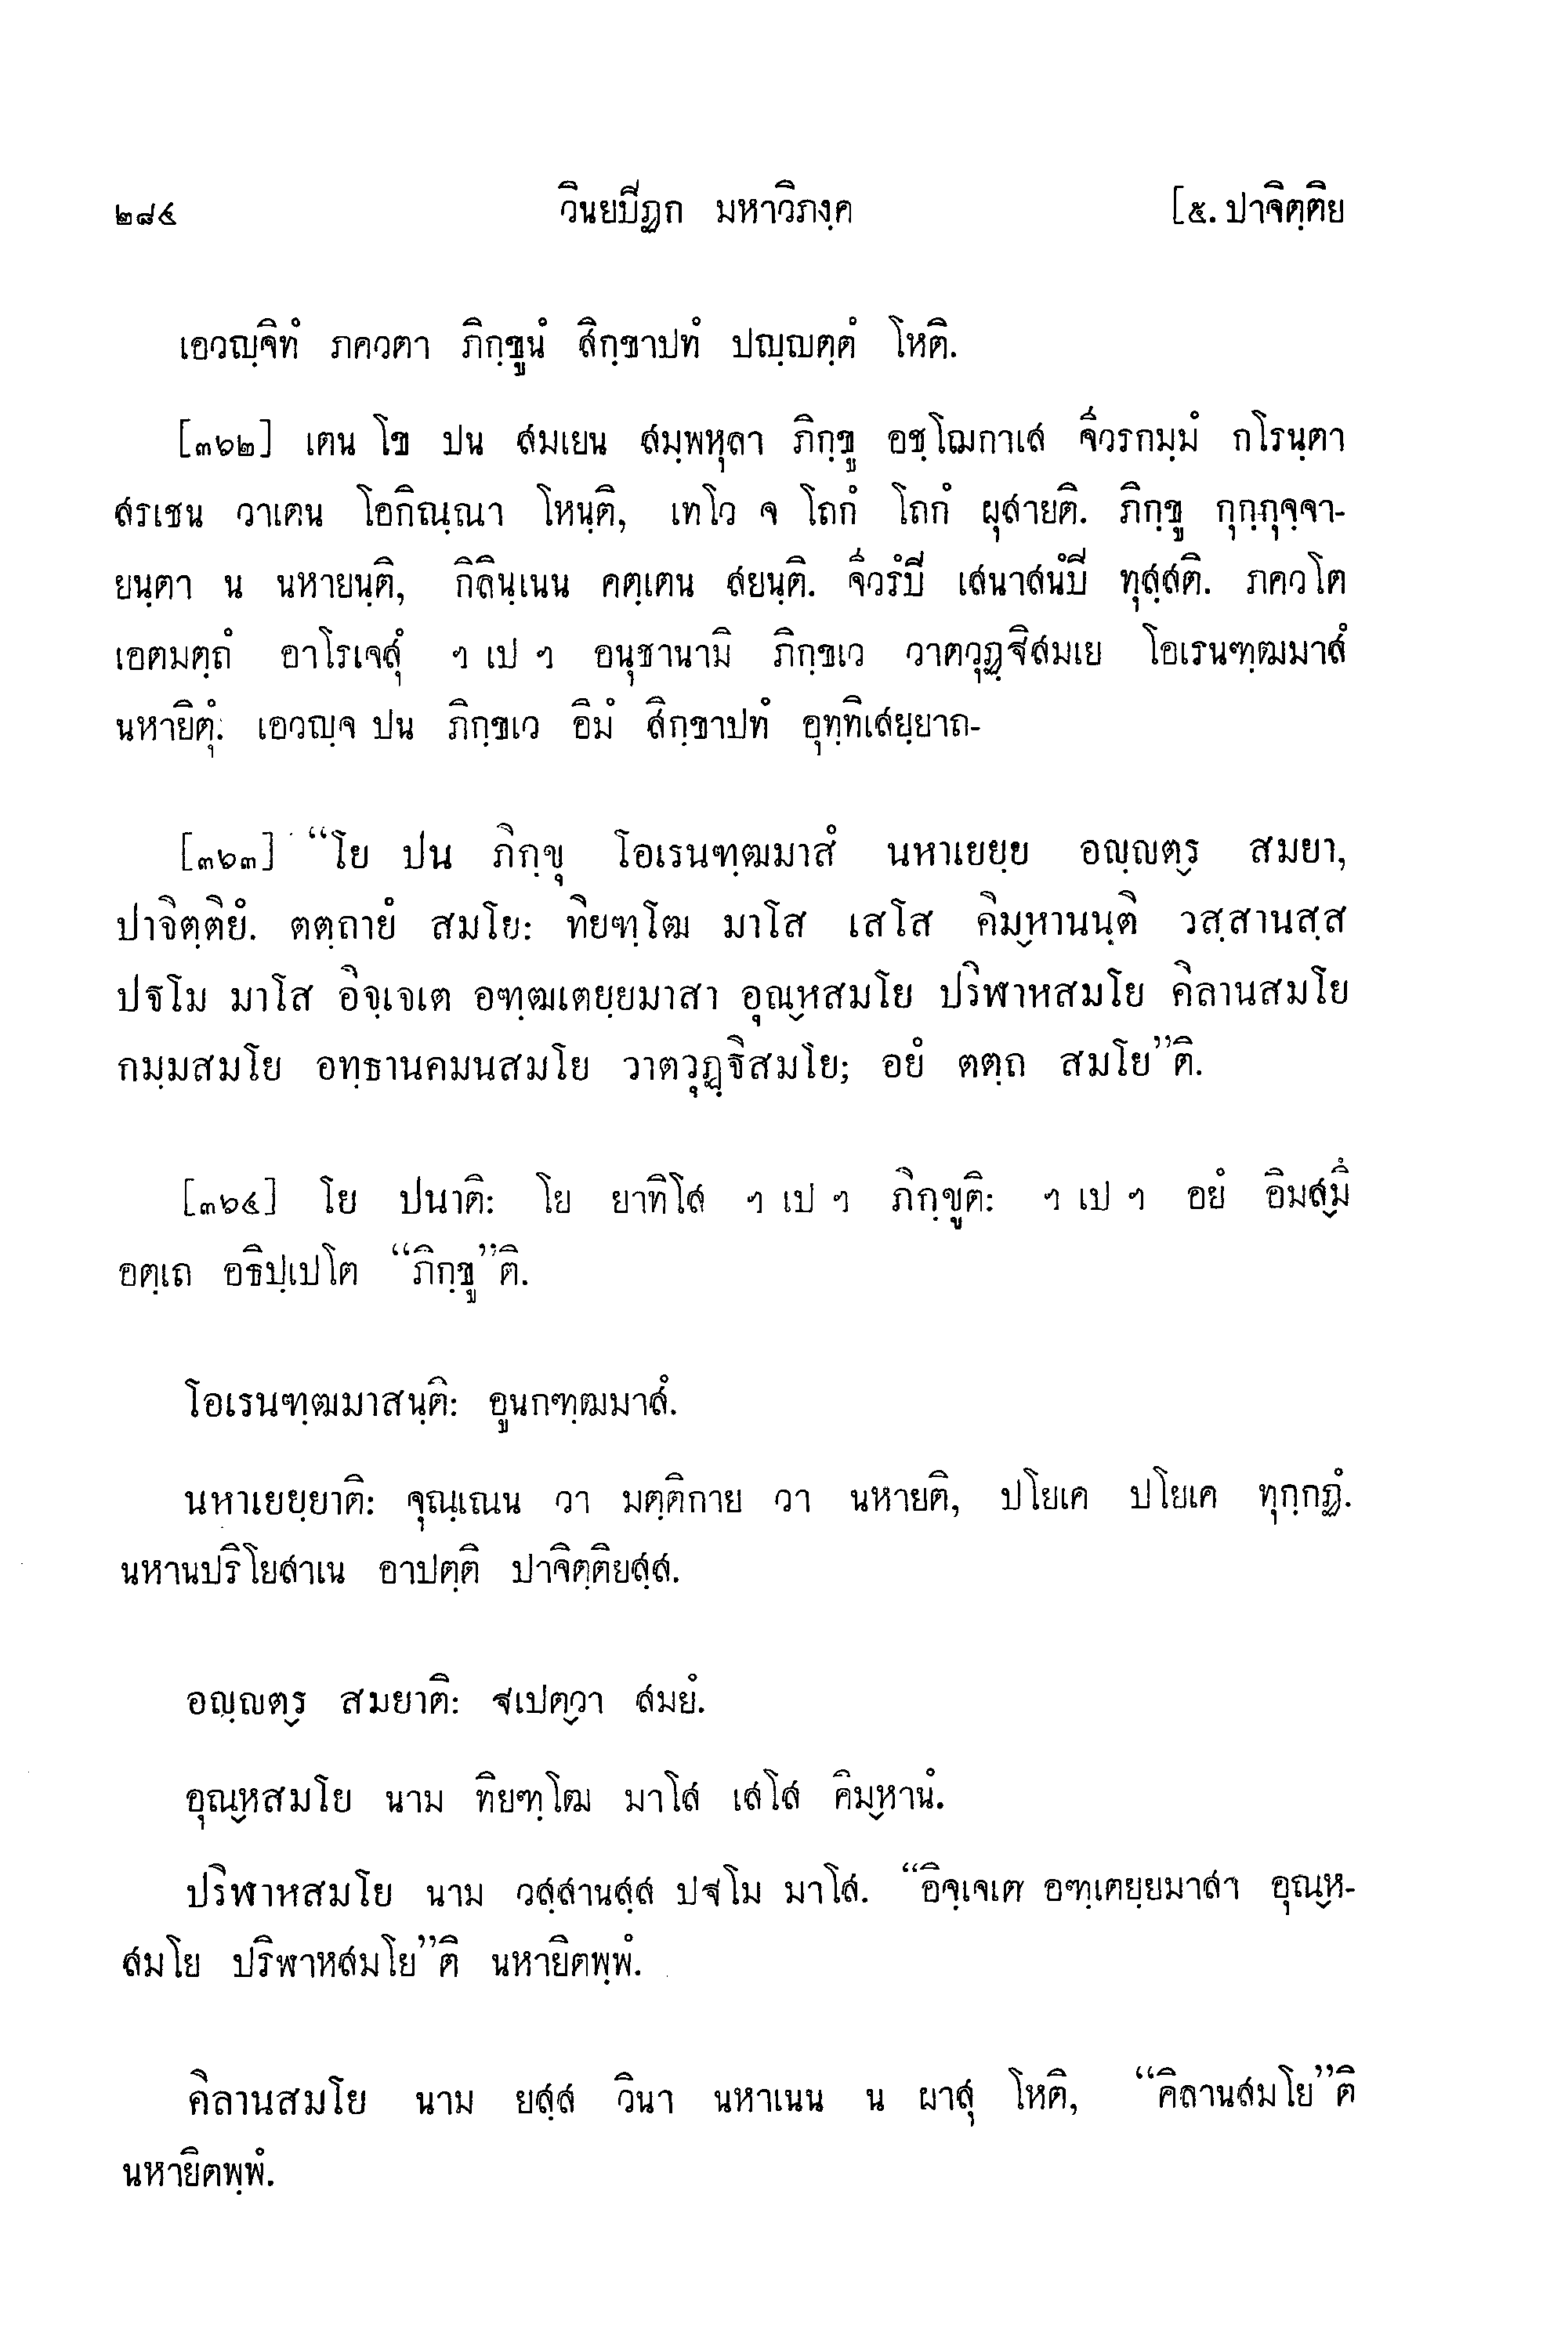 ๒๘๔ วินยปีฏก มหาวิภงฺค [๕. ปาจิตฺติย
เอวญฺจิทํ ภควตา ภิกฺขูนํ สิกฺขาปทํ ปญฺญตฺตํ โหติ.
[๓๖๒] เตน โข ปน สมเยน สมฺพหุลา ภิกฺขู อชฺโฌกาเส จีวรกมฺมํ กโรนฺตา
สรเชน วาเตน โอกิณฺณา โหนฺติ, เทโว จ โถกํ โถกํ ผุสายติ. ภิกฺขู กุกฺกุจฺจา-
ยนฺตา น นหายนฺติ, กิลินฺเนน คตฺเตน สยนฺติ. จีวรํปี เสนาสนํปี ทุสฺสติ. ภควโต
เอตมตฺถํ อาโรเจสุํ ฯ เป ฯ อนุชานามิ ภิกฺขเว วาตวุฏฺฐิสมเย โอเรนฑฺฒมาสํ
นหายิตุํ. เอวญฺจ ปน ภิกฺขเว อิมํ สิกฺขาปทํ อุทฺทิเสยฺยาถ-
[๓๖๓] “โย ปน ภิกฺขุ โอเรนฑฺฒมาสํ นหาเยยฺย อญฺญตฺร สมยา,
ปาจิตฺติยํ. ตตฺถายํ สมโย: ทิยฑฺโฒ มาโส เสโส คิมฺหานนฺติ วสฺสานสฺส
ปฐโม มาโส อิจฺเจเต อฑฺฒเตยฺยมาสา อุณฺหสมโย ปริฬาหสมโย คิลานสมโย
กมฺมสมโย อทฺธานคมนสมโย วาตวุฏฺฐิสมโย; อยํ ตตฺถ สมโย”ติ.
[๓๖๔] โย ปนาติ: โย ยาทิโส ฯ เป ฯ ภิกฺขูติ: ฯ เป ฯ อยํ อิมสฺมิํ
อตฺเถ อธิปฺเปโต “ภิกฺขู”ติ.
โอเรนฑฺฒมาสนฺติ: อูนกฑฺฒมาสํ.
นหาเยยฺยาติ: จุณฺเณน วา มตฺติกาย วา นหายติ, ปโยเค ปโยเค ทุกฺกฏํ.
นหานปริโยสาเน อาปตฺติ ปาจิตฺติยสฺส.
อญฺญตฺร สมยาติ: ฐเปตฺวา สมยํ.
อุณฺหสมโย นาม ทิยฑฺโฒ มาโส เสโส คิมฺหานํ.
ปริฬาหสมโย นาม วสฺสานสฺส ปฐโม มาโส. “อิจฺเจเต อฑฺเตยฺยมาสา อุณฺห-
สมโย ปริฬาหสมโย”ติ นหายิตพฺพํ.
คิลานสมโย นาม ยสฺส วินา นหาเนน น ผาสุ โหติ, “คิลานสมโย”ติ
นหายิตพฺพํ.